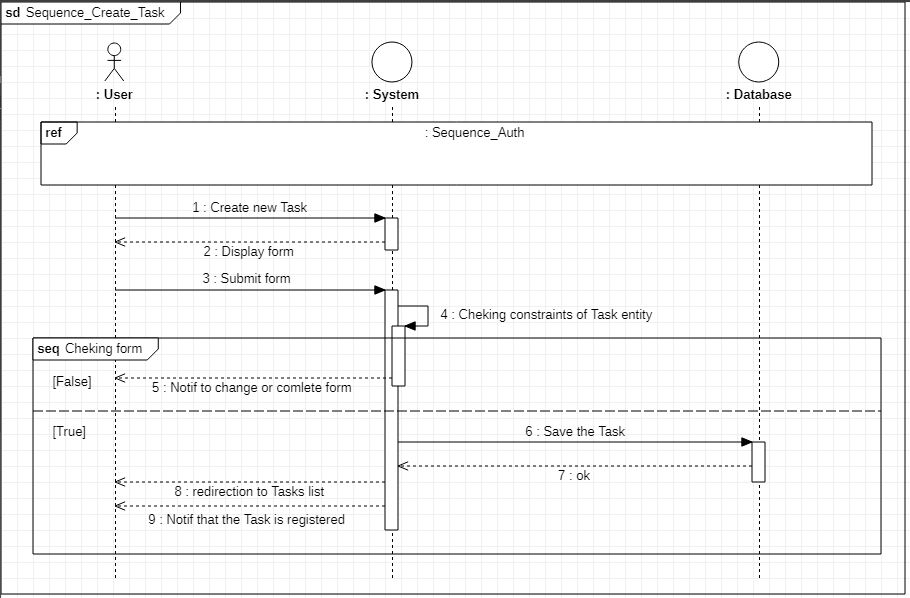 sd Sequence_Create_Task
: User
: System
: Database
ref
: Sequence_Auth
1 : Create new Task
2 : Display form
3 : Submit form
4 : Cheking constraints of Task entity
seq Cheking form
[False]
5 : Notif to change or comlete form
[True]
6 : Save the Task
7 : ok
8 : redirection to Tasks list
9 : Notif that the Task is registered